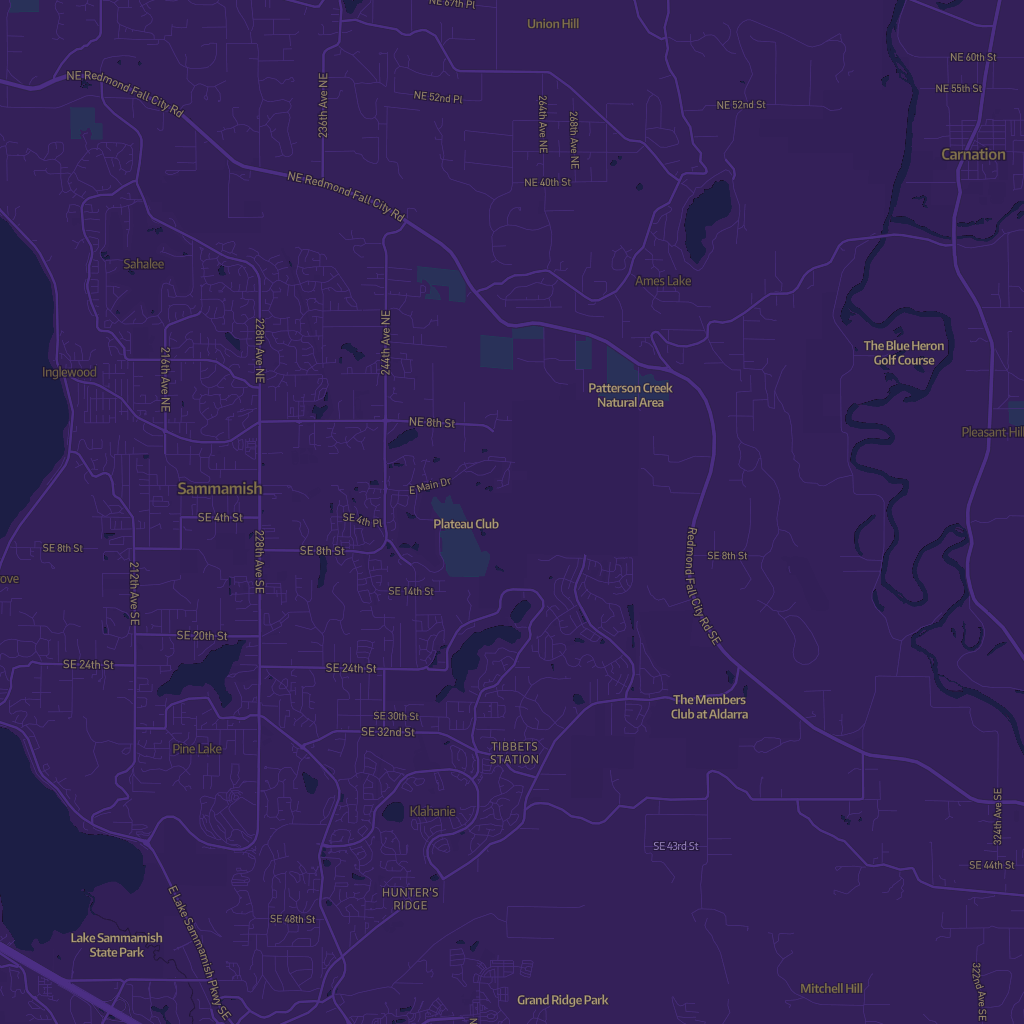 NE 67th Pl
Union Hill
NE 60th St
NE Redmond Fall City Rd
236th Ave NE
NE 52nd Pl
264th Ave NE
268th Ave NE
NE 52nd St
NE 55th St
Carnation
NE Redmond Fall City Rd
NE 40th St
Sahalee
Ames Lake
216th Ave NE
228th Ave NE
244th Ave NE
The Blue Heron
Golf Course
Inglewood
Patterson Creek
Natural Area
NE 8th St
Pleasant Hill
Sammamish
E Main Dr
SE 4th St
SE 4th Pl
Plateau Club
SE 8th St
228th Ave SE
SE 8th St
Redmond Fall City Rd SE
SE 8th St
ove
212th Ave SE
SE 14th St
SE 20th St
SE 24th St
SE 24th St
The Members
Club at Aldarra
SE 30th St
SE 32nd St
Pine Lake
TIBBETS
STATION
Klahanie
324th Ave SE
SE 43rd St
SE 44th St
HUNTER'S
RIDGE
E Lake Sammamish Pkwy SE
SE 48th St
Lake Sammamish
State Park
322nd Ave SE
Mitchell Hill
Grand Ridge Park
N